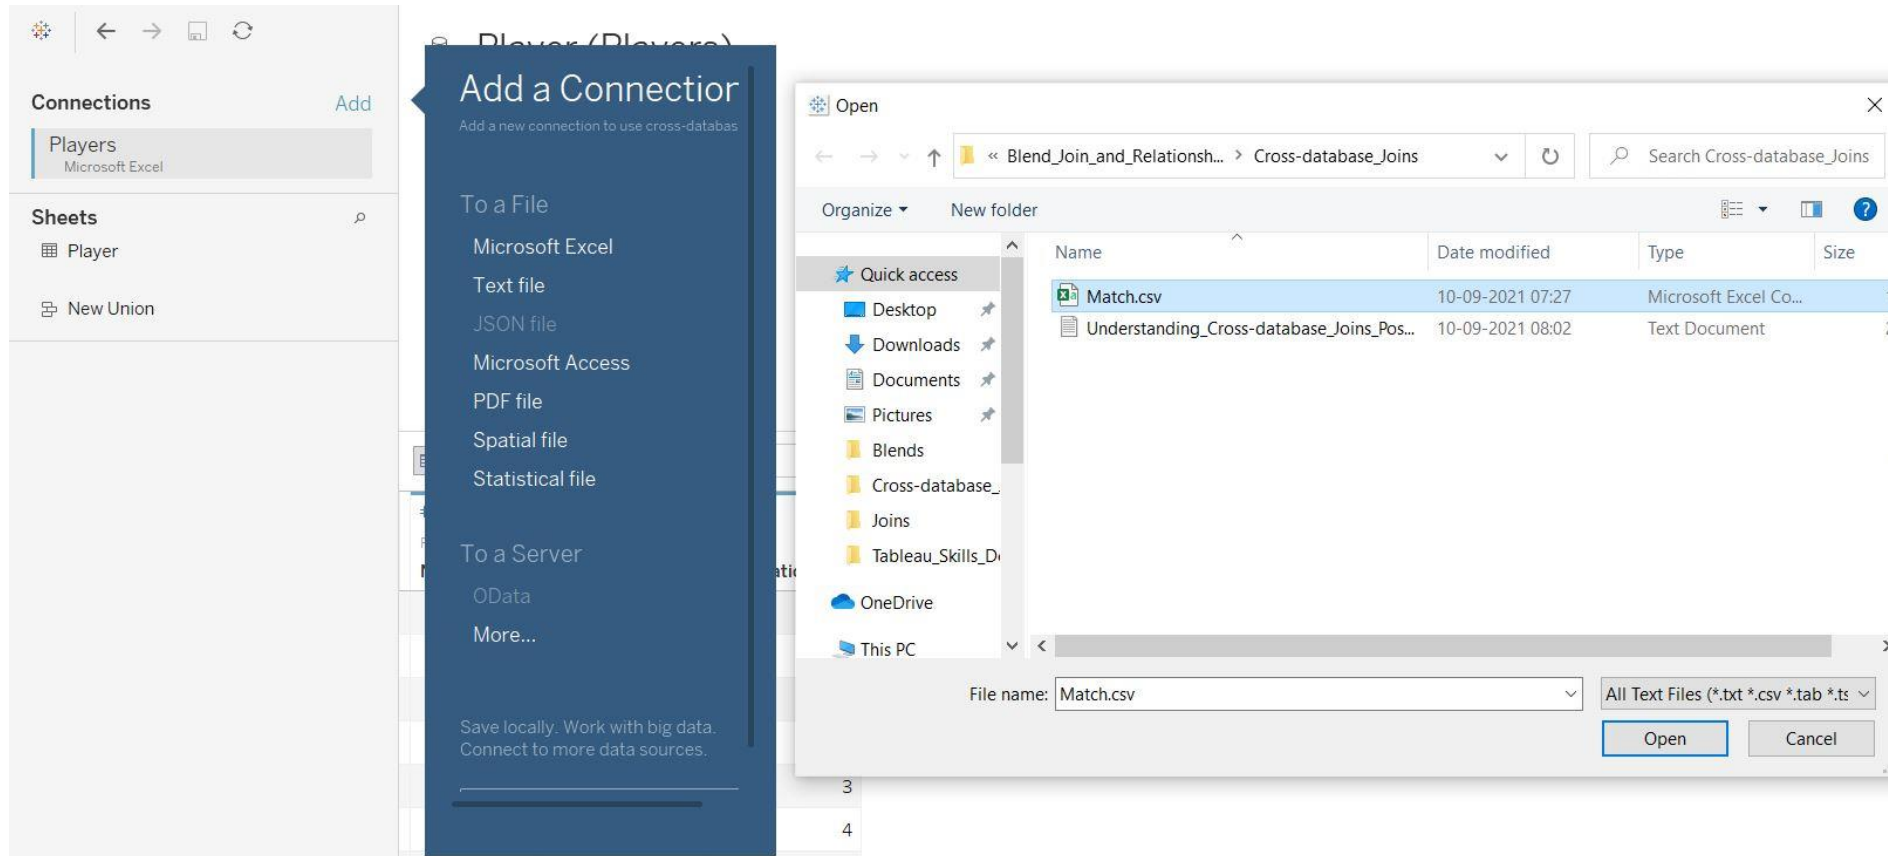 Player (Players)
Connections
Add
Players
Microsoft Excel
Sheets
Player
New Union
Add a Connection
Add a new connection to use cross-databas
To a File
Microsoft Excel
Text file
JSON file
Microsoft Access
PDF file
Spatial file
Statistical file
To a Server
OData
More...
Save locally. Work with big data.
Connect to more data sources.
3
4
Open
« Blend_Join_and_Relationsh... > Cross-database_Joins
Search Cross-database_Joins
Organize
New folder
?
Name
Date modified
Type
Size
Match.csv
10-09-2021 07:27
Microsoft Excel Co...
Understanding_Cross-database_Joins_Pos...
10-09-2021 08:02
Text Document
Quick access
Desktop
Downloads
Documents
Pictures
Blends
Cross-database_
Joins
Tableau_Skills_De
OneDrive
This PC
File name:
Match.csv
All Text Files (*.txt *.csv *.tab *.ts
Open
Cancel